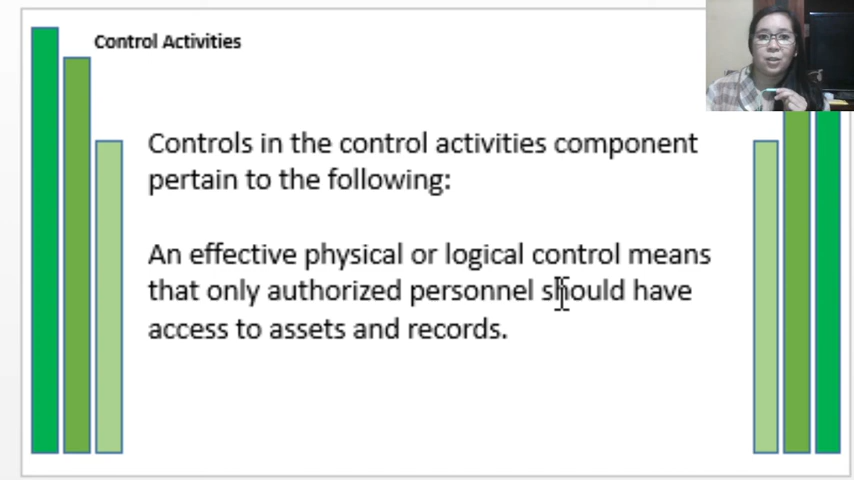 Control Activities
Controls in the control activities component
pertain to the following:
An effective physical or logical control means
that only authorized personnel should have
access to assets and records.